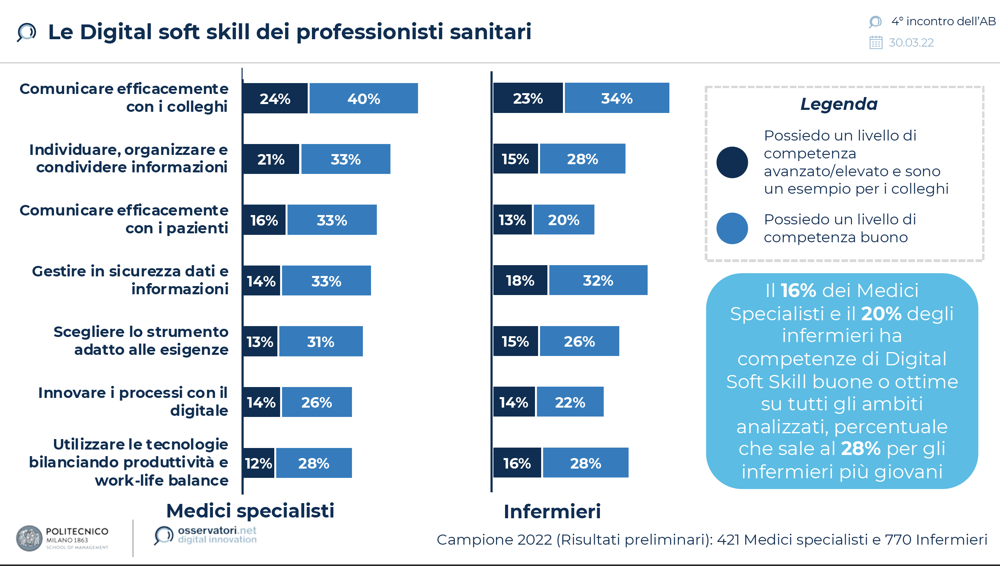 Le Digital soft skill dei professionisti sanitari
4° incontro dell'AB
30.03.22
Comunicare efficacemente
con i colleghi
24% 40%
23% 34%
Individuare, organizzare e
condividere informazioni
21% 33%
15% 28%
Comunicare efficacemente
con i pazienti
16% 33%
13% 20%
Gestire in sicurezza dati e
informazioni
14% 33%
18% 32%
Scegliere lo strumento
adatto alle esigenze
13% 31%
15% 26%
Innovare i processi con il
digitale
14% 26%
14% 22%
Utilizzare le tecnologie
bilanciando produttività e
work-life balance
12% 28%
16% 28%
Medici specialisti
Infermieri
Legenda
Possiedo un livello di
competenza
avanzato/elevato e sono
un esempio per i colleghi
Possiedo un livello di
competenza buono
Il 16% dei Medici
Specialisti e il 20% degli
infermieri ha
competenze di Digital
Soft Skill buone o ottime
su tutti gli ambiti
analizzati, percentuale
che sale al 28% per gli
infermieri più giovani
POLITECNICO
MILANO 1863
SCHOOL OF MANAGEMENT
osservatori.net
digital innovation
Campione 2022 (Risultati preliminari): 421 Medici specialisti e 770 Infermieri